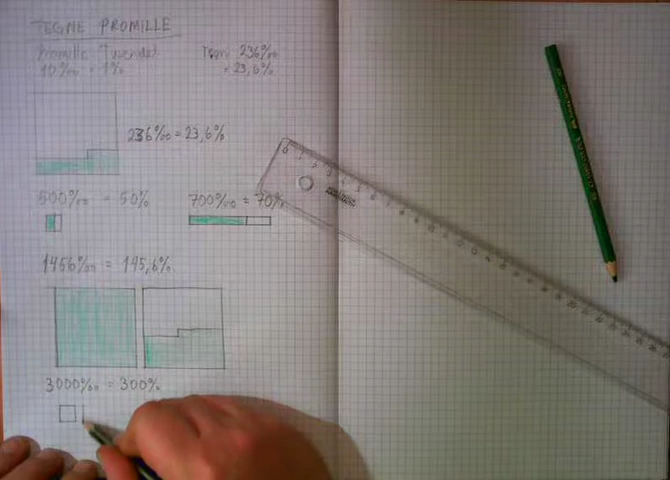 TEGNE PROMILLE
Promille Tusendel
10‰ = 1%
Tegn 236‰
= 23,6%
236‰ = 23,6%
500‰ = 50%
700‰ = 70%
1456‰ = 145,6%
3000‰ = 300%